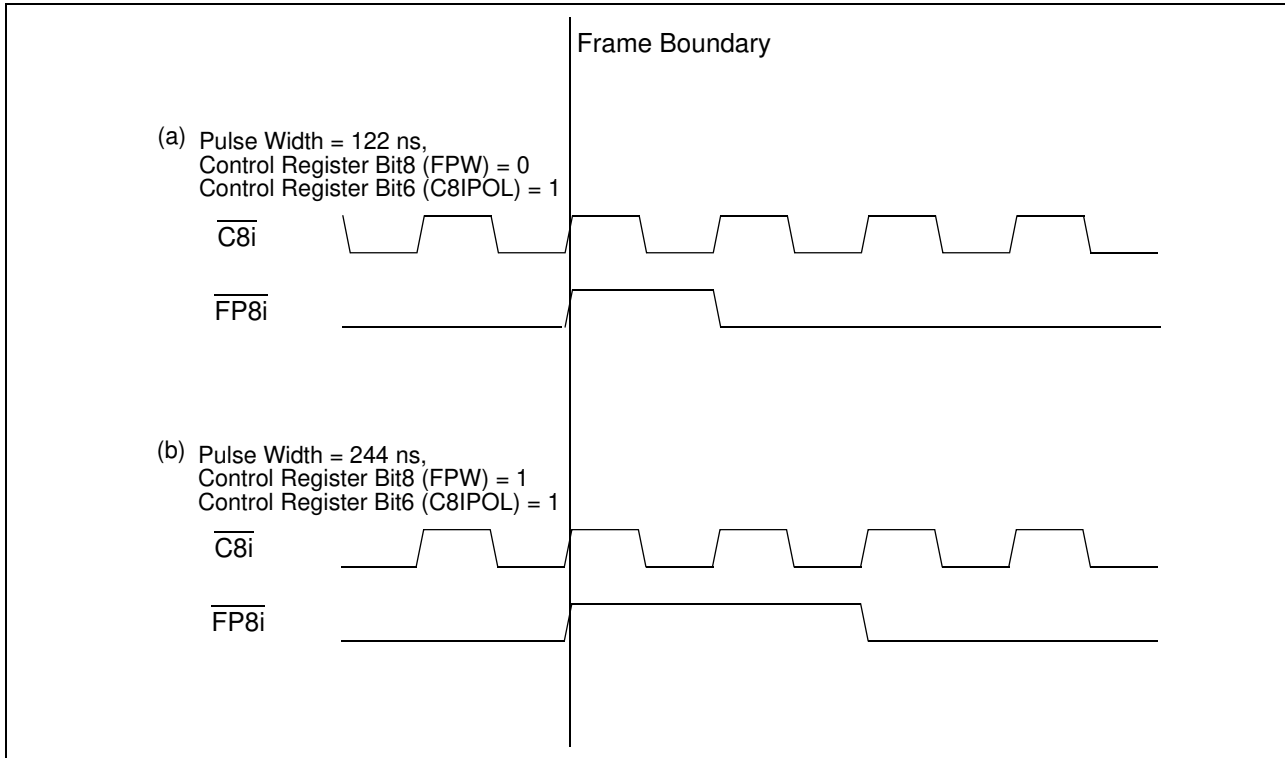 Frame Boundary
(a) Pulse Width = 122 ns,
Control Register Bit8 (FPW) = 0
Control Register Bit6 (C8IPOL) = 1
C8i
FP8i
(b) Pulse Width = 244 ns,
Control Register Bit8 (FPW) = 1
Control Register Bit6 (C8IPOL) = 1
C8i
FP8i